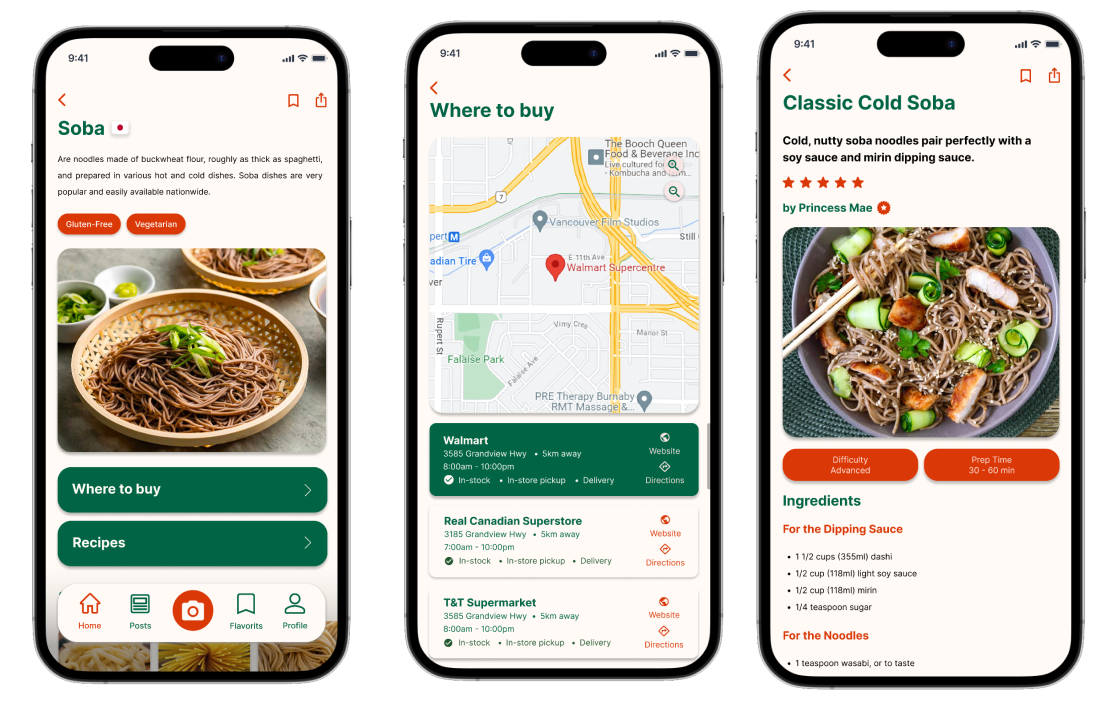 9:41
Soba
Are noodles made of buckwheat flour, roughly as thick as spaghetti,
and prepared in various hot and cold dishes. Soba dishes are very
popular and easily available nationwide.
Gluten-Free
Vegetarian
Where to buy
Recipes
Home
Posts
Flavorits
Profile
9:41
Where to buy
The Booch Queen
Food & Beverage Inc
Live cultured for
- Kombucha and
7
Vancouver Film Studios
pert M
Still
adian Tire
E 11th Ave
Walmart Supercentre
ver
Rupert St
Vimy Cres
Manor St
Falaise Park
Falaise Ave
PRE Therapy Burnaby
RMT Massage &...
Walmart
3585 Grandview Hwy • 5km away
8:00am - 10:00pm
In-stock • In-store pickup • Delivery
Website
Directions
Real Canadian Superstore
3185 Grandview Hwy • 5km away
7:00am - 10:00pm
In-stock • In-store pickup • Delivery
Website
Directions
T&T Supermarket
3585 Grandview Hwy • 5km away
8:00am - 10:00pm
In-stock • In-store pickup • Delivery
Website
Directions
9:41
Classic Cold Soba
Cold, nutty soba noodles pair perfectly with a
soy sauce and mirin dipping sauce.
by Princess Mae
Difficulty
Advanced
Prep Time
30 - 60 min
Ingredients
For the Dipping Sauce
• 1 1/2 cups (355ml) dashi
• 1/2 cup (118ml) light soy sauce
• 1/2 cup (118ml) mirin
• 1/4 teaspoon sugar
For the Noodles
• 1 teaspoon wasabi, or to taste